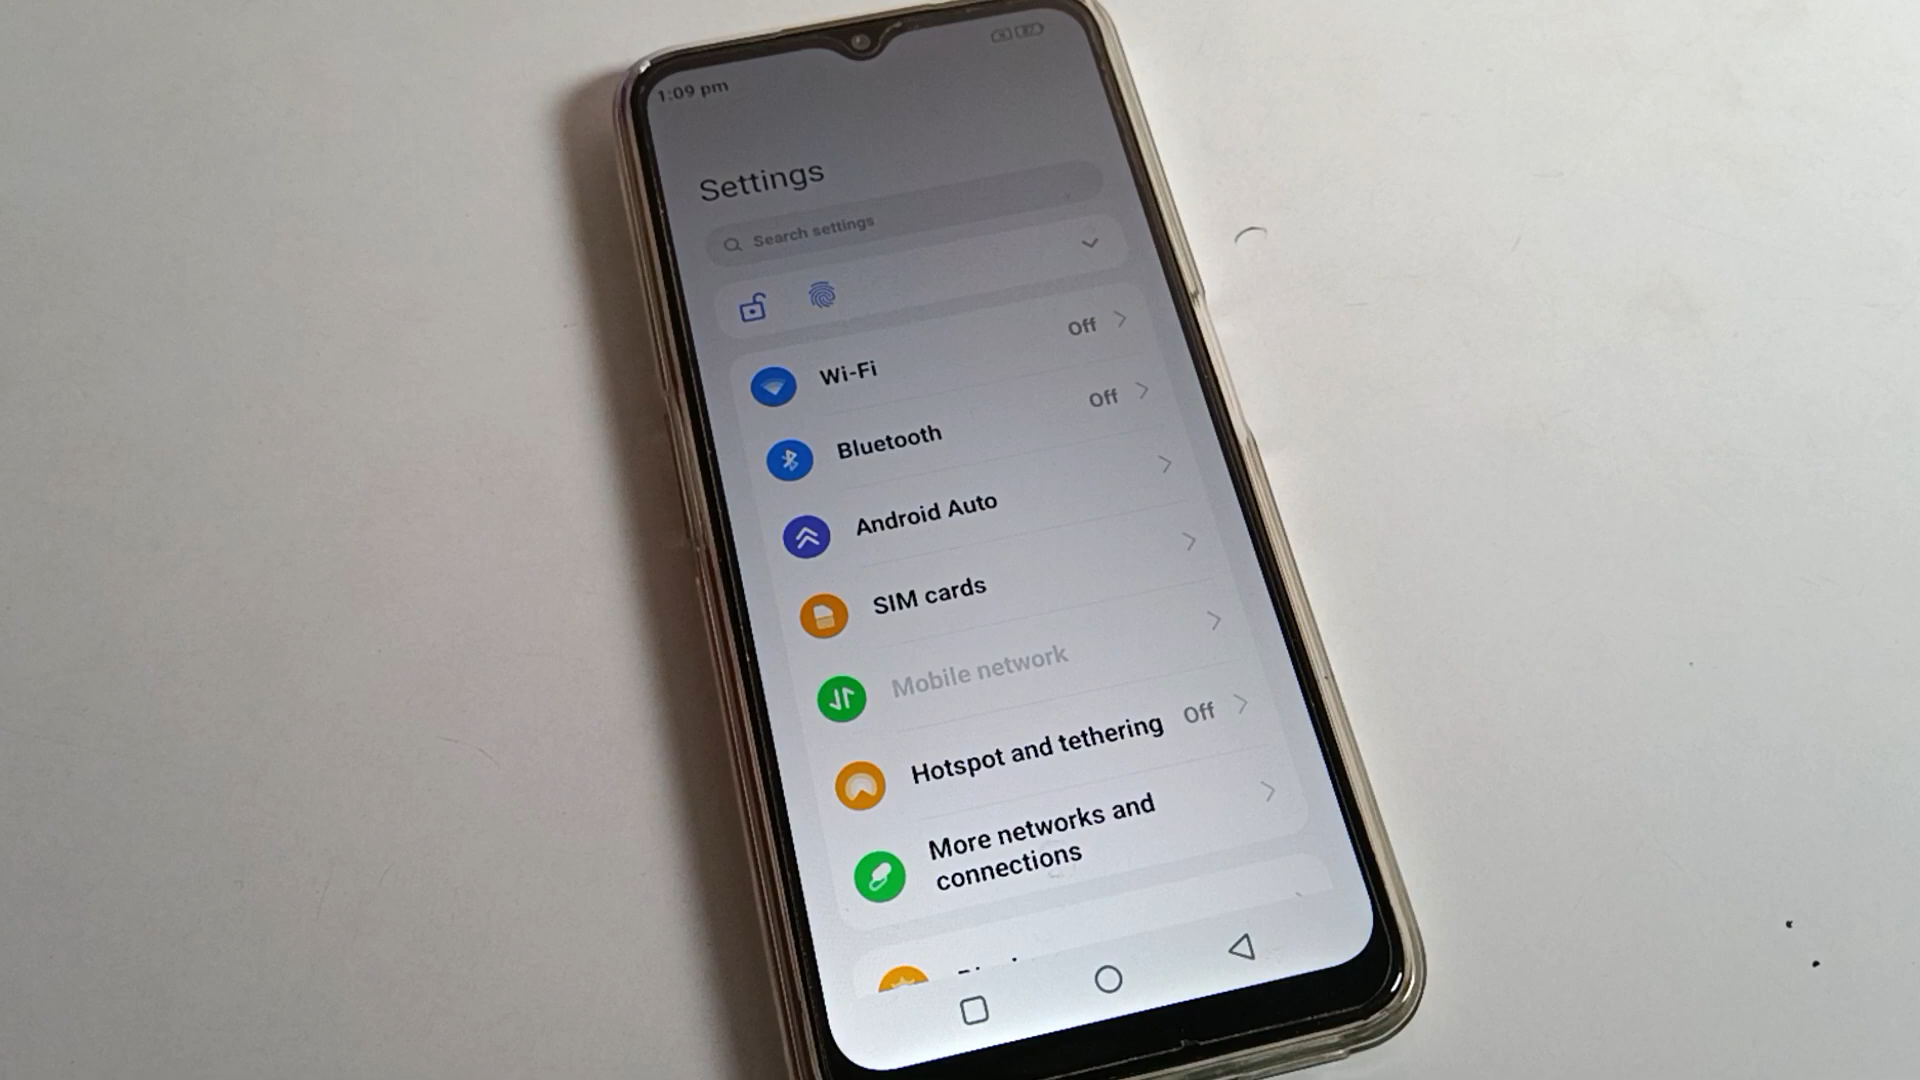 1:09 pm
Settings
Search settings
Wi-Fi Off
Bluetooth Off
Android Auto
SIM cards
Mobile network
Hotspot and tethering Off
More networks and
connections